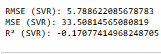 RMSE (SVR): 5.788622085678783
MSE (SVR): 33.50814565080819
R² (SVR): -0.17077414968248705